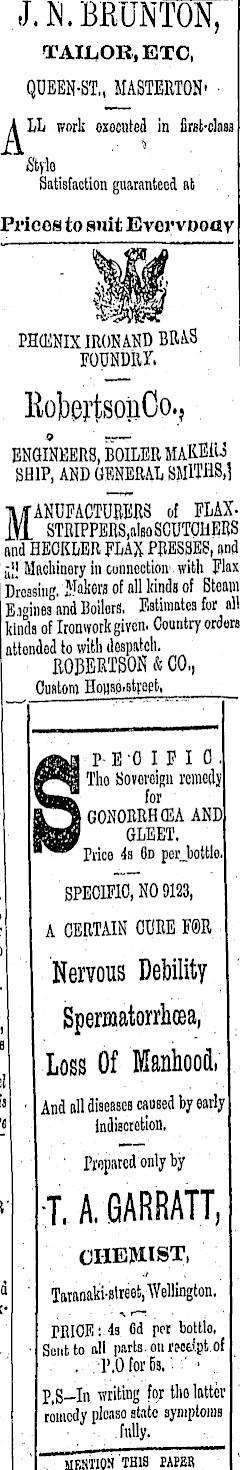 J. N. BRUNTON,
TAILOR, ETC,
QUEEN-ST., MASTERTON
ALL work executed in first-class
Style
Satisfaction guaranteed at
Prices to suit Everybody
PHŒNIX IRONAND BRAS
FOUNDRY.
RobertsonCo.,
ENGINEERS, BOILER MAKERS
SHIP, AND GENERAL SMITHS,
MANUFACTURERS of FLAX-
STRIPPERS, also SCUTCHERS
and HECKLER FLAX PRESSES, and
all Machinery in connection with Flax
Dressing. Makers of all kinds of Steam
Engines and Boilers. Estimates for all
kinds of Ironwork given. Country orders
attended to with despatch.
ROBERTSON & CO.,
Custom House-street,
SPECIFIC.
The Sovereign remedy
for
GONORRHŒA AND
GLEET.
Price 4s 6D per bottle.
SPECIFIC, NO 9123,
A CERTAIN CURE FOR
Nervous Debility
Spermatorrhœa,
Loss Of Manhood,
And all diseases caused by early
indiscretion.
Prepared only by
T. A. GARRATT,
CHEMIST,
Taranaki-street, Wellington.
PRICE: 4s 6d per bottle,
Sent to all parts on receipt of
P.O for 5s.
P.S—In writing for the latter
remedy please state symptoms
fully.
MENTION THIS PAPER